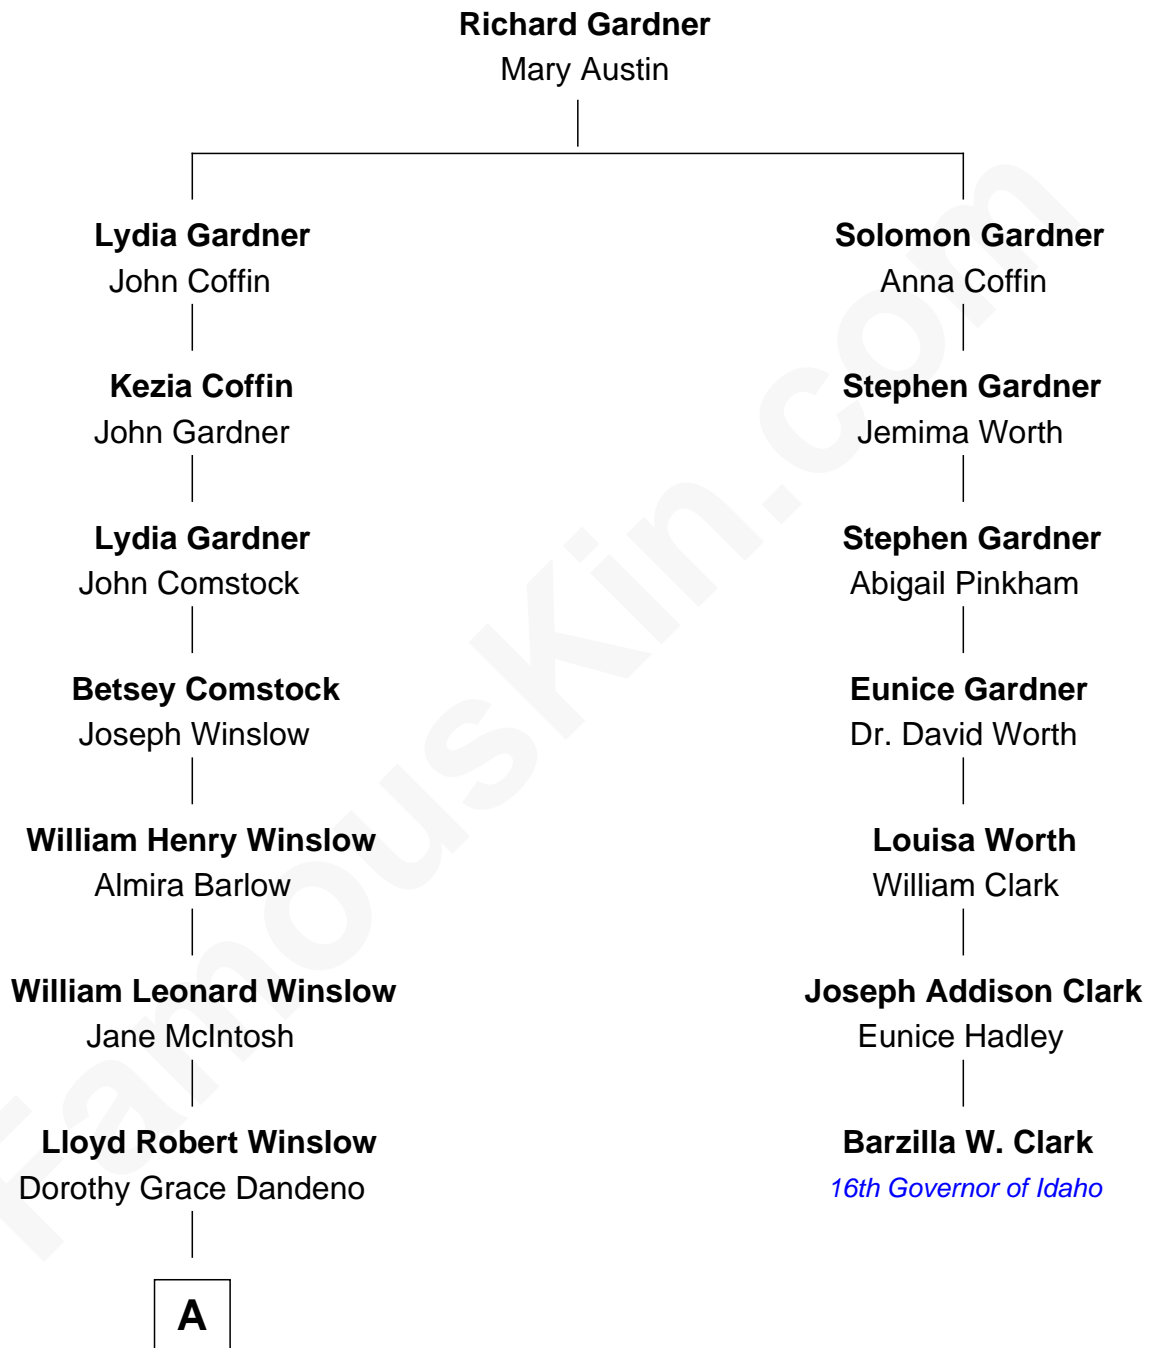 Richard Gardner
Mary Austin
Lydia Gardner
John Coffin
Solomon Gardner
Anna Coffin
Kezia Coffin
John Gardner
Stephen Gardner
Jemima Worth
Lydia Gardner
John Comstock
Stephen Gardner
Abigail Pinkham
Betsey Comstock
Joseph Winslow
Eunice Gardner
Dr. David Worth
William Henry Winslow
Almira Barlow
Louisa Worth
William Clark
William Leonard Winslow
Jane McIntosh
Joseph Addison Clark
Eunice Hadley
Lloyd Robert Winslow
Dorothy Grace Dandeno
Barzilla W. Clark
16th Governor of Idaho
A
FamousKin.com